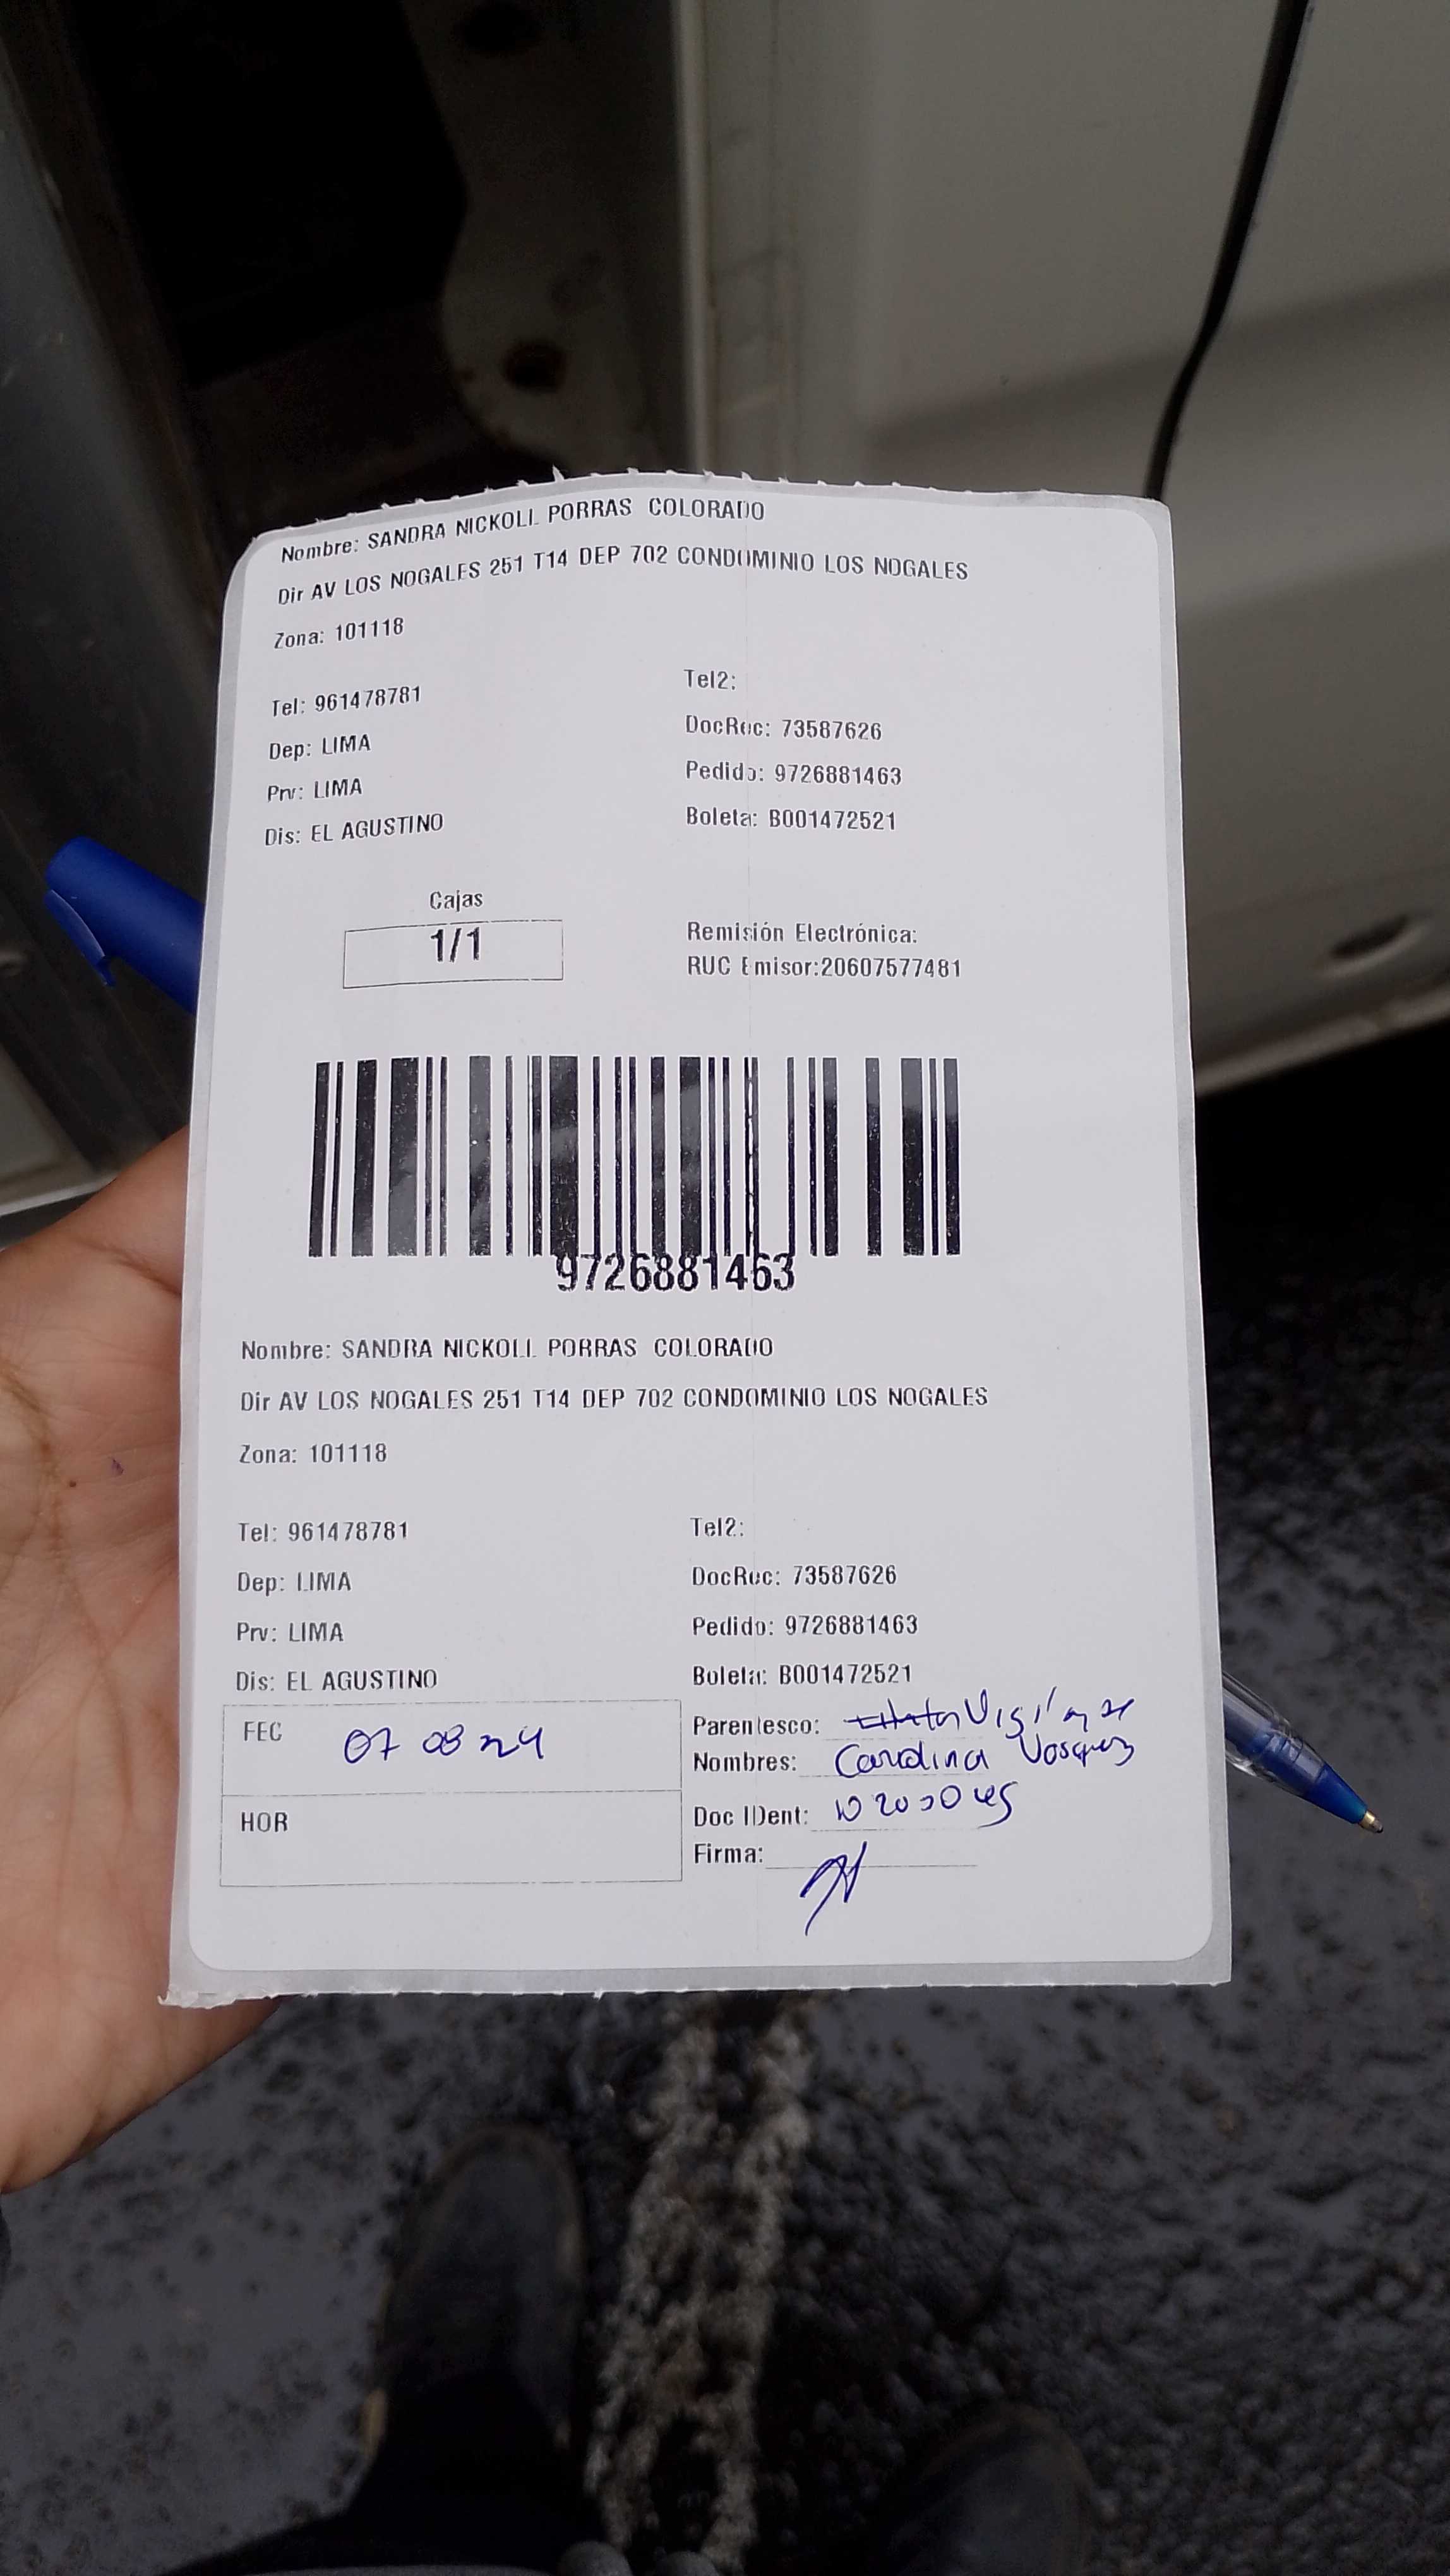 Nombre: SANDRA NICKOLL PORRAS COLORADO
Dir AV LOS NOGALES 251 T14 DEP 702 CONDOMINIO LOS NOGALES
Zona: 101118
Tel: 961478781
Tel2:
Dep: LIMA
DocRec: 73587626
Prv: LIMA
Pedido: 9726881463
Dis: EL AGUSTINO
Boleta: B001472521
Cajas
1/1
Remisión Electrónica:
RUC Emisor:20607577481
9726881463
Nombre: SANDRA NICKOLL PORRAS COLORADO
Dir AV LOS NOGALES 251 T14 DEP 702 CONDOMINIO LOS NOGALES
Zona: 101118
Tel: 961478781
Tel2:
Dep: LIMA
DocRec: 73587626
Prv: LIMA
Pedido: 9726881463
Dis: EL AGUSTINO
Boleta: B001472521
FEC 07 08 24
Parentesco:
Nombres: Carolina Vasquez
HOR
Doc IDent:
Firma: